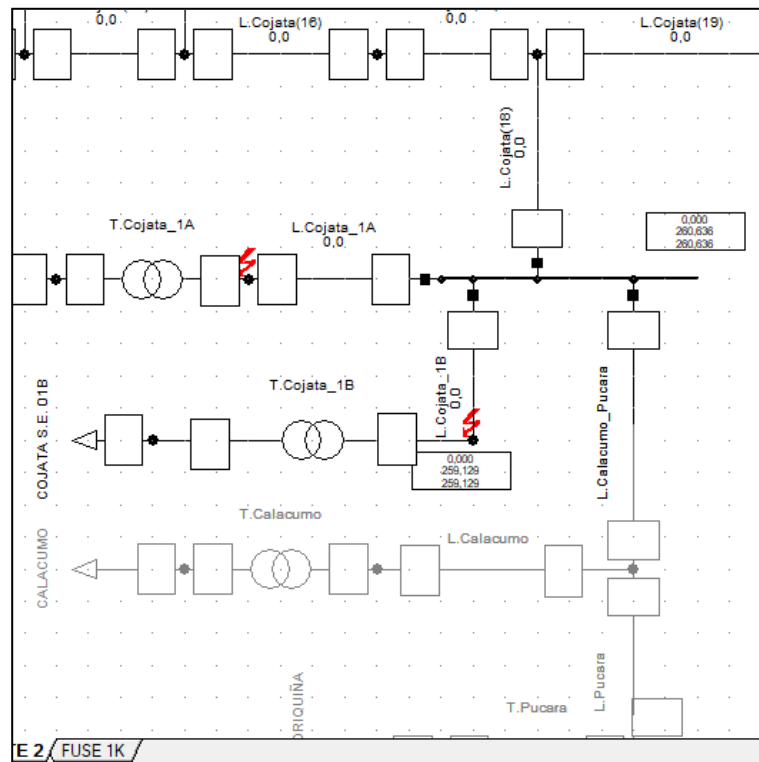 0,0
L.Cojata(16)
0,0
0,0
L.Cojata(19)
0,0
L.Cojata(18)
0,0
T.Cojata_1A
L.Cojata_1A
0,0
0,000
260,636
260,636
COJATA S.E. 01B
T.Cojata_1B
L.Cojata_1B
0,0
0,000
259,129
259,129
L.Calacumo_Pucara
CALACUMO
T.Calacumo
L.Calacumo
ORIQUIÑA
T.Pucara
L.Pucara
TE 2
FUSE 1K